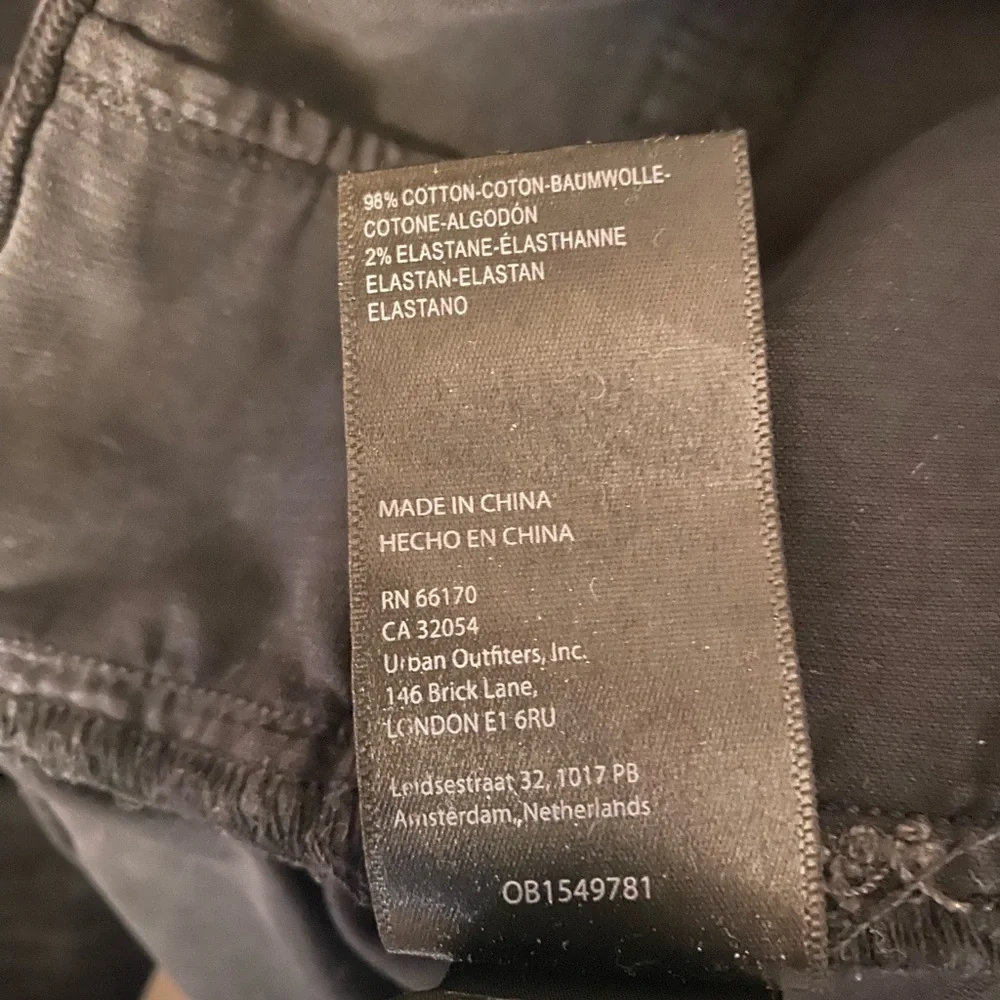 98% COTTON-COTON-BAUMWOLLE-
COTONE-ALGODÓN
2% ELASTANE-ÉLASTHANNE
ELASTAN-ELASTAN
ELASTANO
MADE IN CHINA
HECHO EN CHINA
RN 66170
CA 32054
Urban Outfiters, Inc.
146 Brick Lane,
LONDON E1 6RU
Leidsestraat 32, 1017 PB
Amsterdam, Netherlands
OB1549781